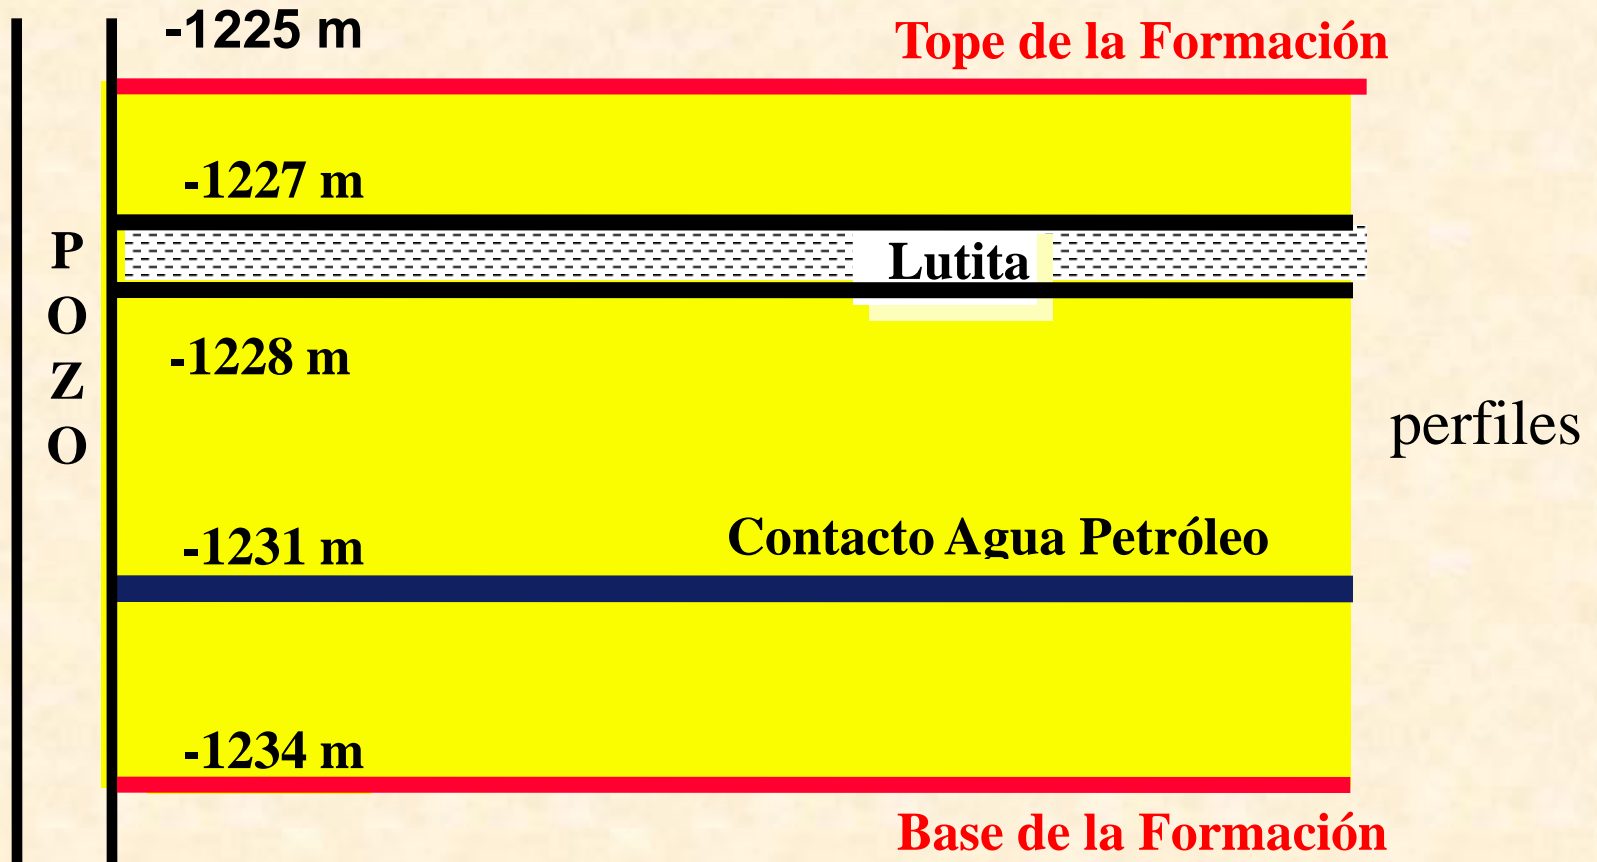 -1225 m
Tope de la Formación
-1227 m
Lutita
-1228 m
P
O
Z
O
perfiles
-1231 m
Contacto Agua Petróleo
-1234 m
Base de la Formación